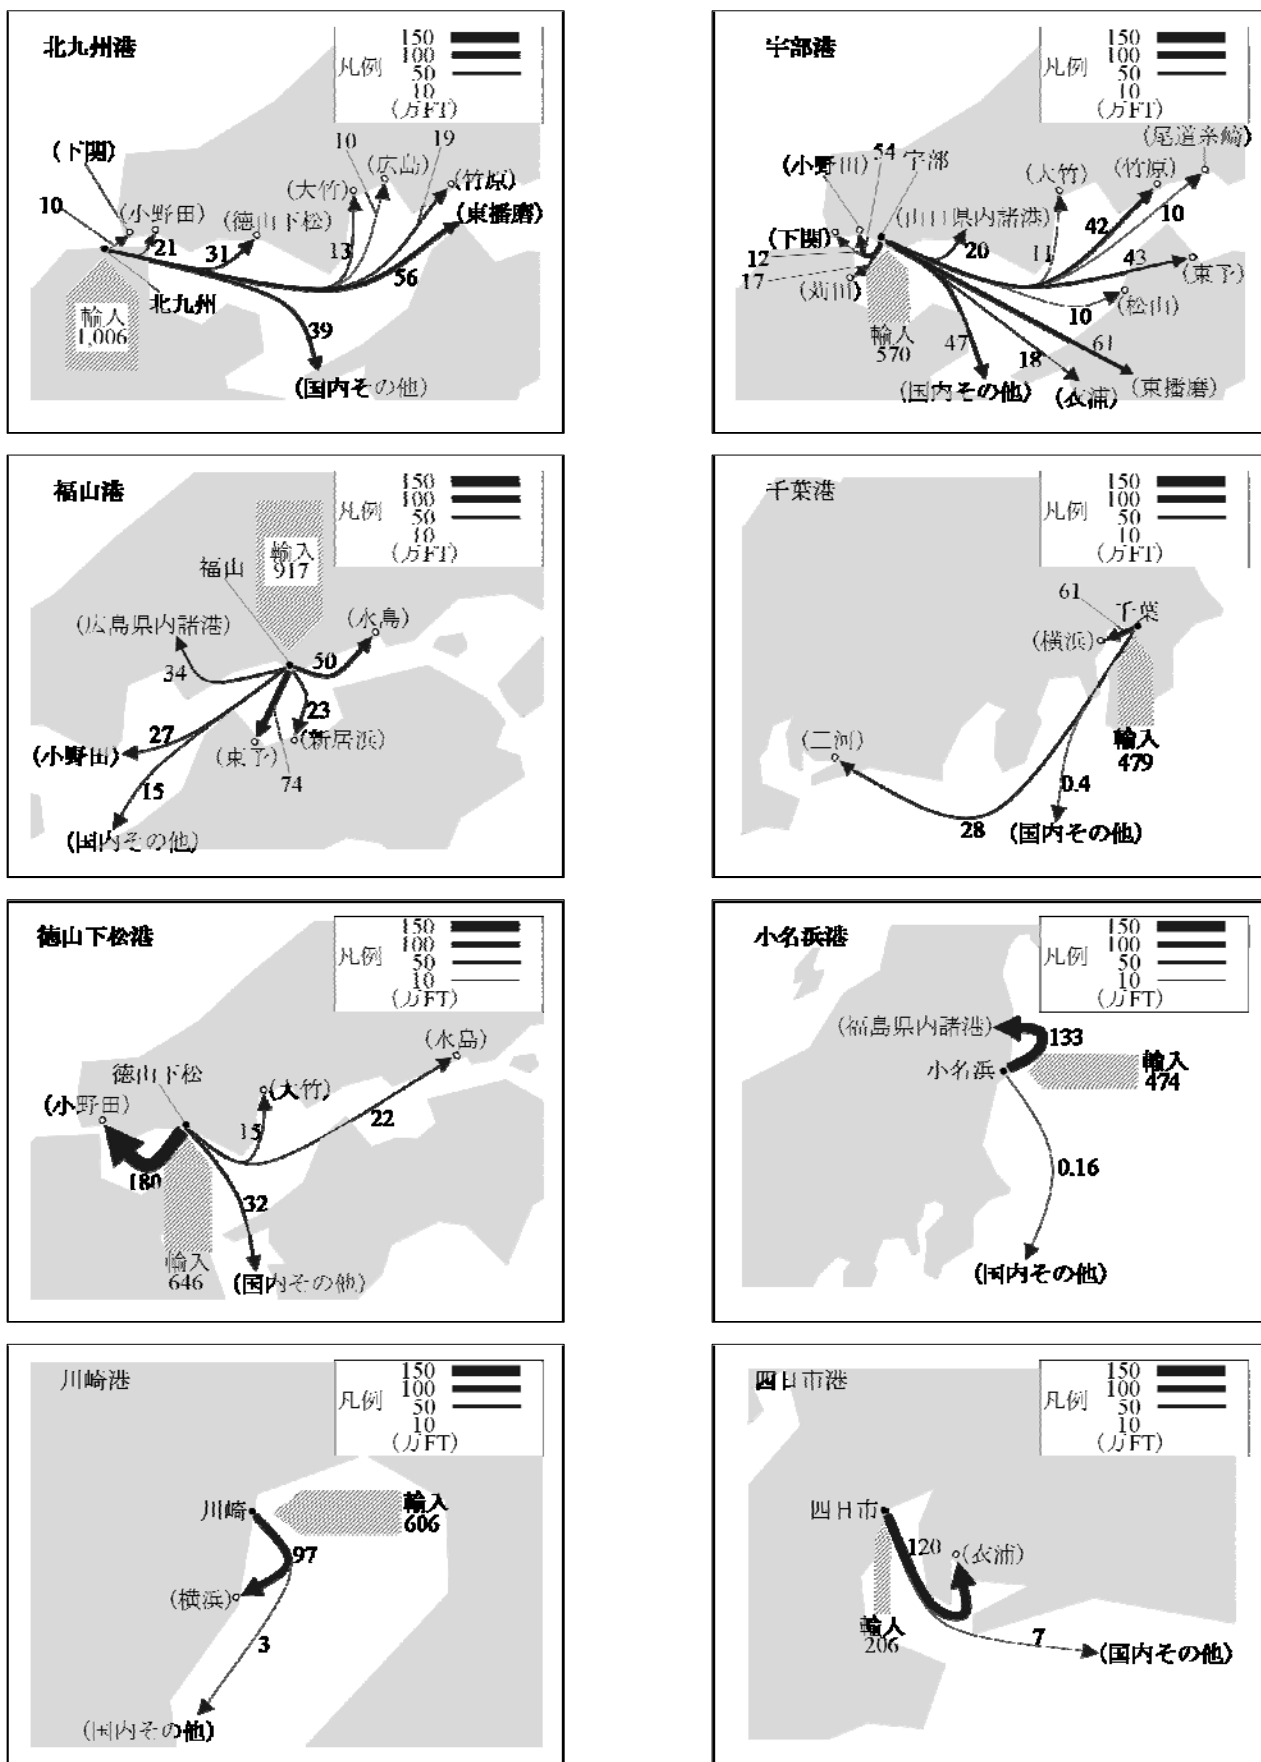 北九州港
凡例
150
100
50
10
(万FT)
(下関)
10
(小野田)
21
(徳山下松)
31
(大竹)
13
10
(広島)
19
(竹原)
(東播磨)
56
北九州
輸入
1,006
39
(国内その他)
宇部港
凡例
150
100
50
10
(万FT)
(小野田)
54
宇部
(尾道糸崎)
(竹原)
(大竹)
(山口県内諸港)
(下関)
12
17
(苅田)
20
11
42
10
43
(東予)
(松山)
10
輸入
570
47
18
61
(国内その他)
(衣浦)
(東播磨)
福山港
凡例
150
100
50
10
(万FT)
輸入
917
福山
(広島県内諸港)
(水島)
34
50
27
23
(小野田)
(東予)
(新居浜)
15
74
(国内その他)
千葉港
凡例
150
100
50
10
(万FT)
61
千葉
(横浜)
輸入
479
(三河)
0.4
28
(国内その他)
徳山下松港
凡例
150
100
50
10
(万FT)
(水島)
徳山下松
(小野田)
(大竹)
15
22
180
32
輸入
646
(国内その他)
小名浜港
凡例
150
100
50
10
(万FT)
(福島県内諸港)
133
小名浜
輸入
474
0.16
(国内その他)
川崎港
凡例
150
100
50
10
(万FT)
川崎
輸入
606
97
(横浜)
3
(国内その他)
四日市港
凡例
150
100
50
10
(万FT)
四日市
120
(衣浦)
輸入
206
7
(国内その他)